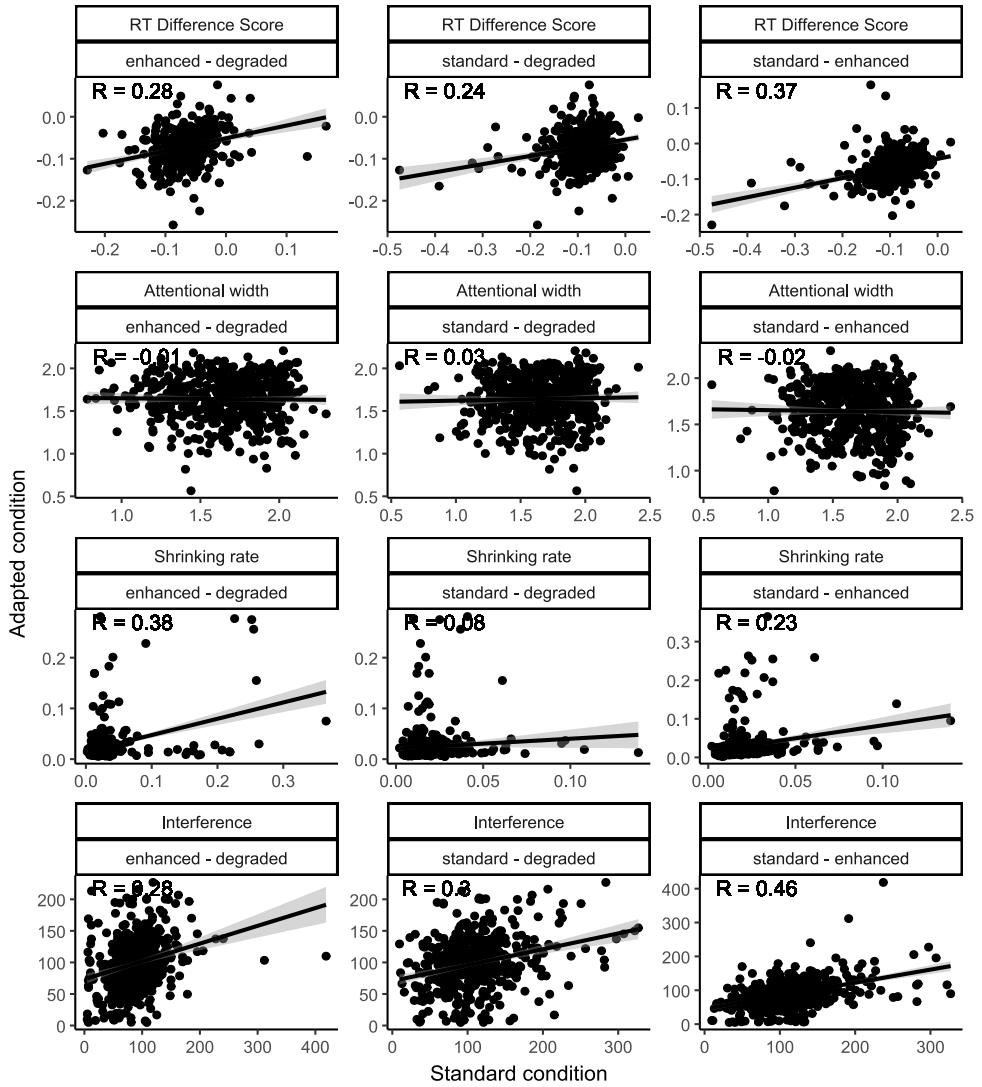 RT Difference Score RT Difference Score RT Difference Score
enhanced - degraded standard - degraded standard - enhanced
R = 0.28 R = 0.24 R = 0.37
0.0 -0.1 -0.2
0.0 -0.1 -0.2
0.1 0.0 -0.1 -0.2
-0.2 -0.1 0.0 0.1 -0.5 -0.4 -0.3 -0.2 -0.1 0.0 -0.5 -0.4 -0.3 -0.2 -0.1 0.0
Attentional width Attentional width Attentional width
enhanced - degraded standard - degraded standard - enhanced
R = -0.01 R = 0.03 R = -0.02
2.0 1.5 1.0 0.5
2.0 1.5 1.0 0.5
2.0 1.5 1.0
1.0 1.5 2.0 0.5 1.0 1.5 2.0 2.5 0.5 1.0 1.5 2.0 2.5
Adapted condition
Shrinking rate Shrinking rate Shrinking rate
enhanced - degraded standard - degraded standard - enhanced
R = 0.38 R = 0.08 R = 0.23
0.2 0.1 0.0
0.2 0.1 0.0
0.3 0.2 0.1 0.0
0.0 0.1 0.2 0.3 0.00 0.05 0.10 0.00 0.05 0.10
Interference Interference Interference
enhanced - degraded standard - degraded standard - enhanced
R = 0.28 R = 0.3 R = 0.46
200 150 100 50 0
200 150 100 50 0
400 300 200 100 0
0 100 200 300 400 0 100 200 300 0 100 200 300
Standard condition